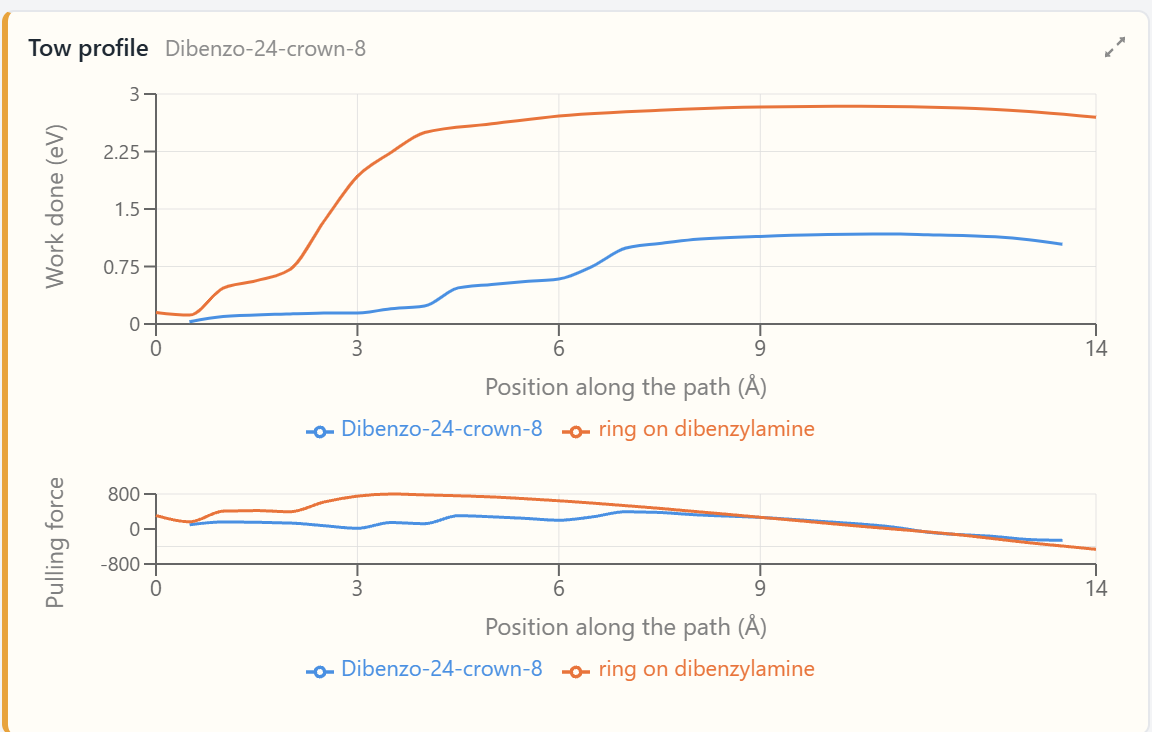 Tow profile Dibenzo-24-crown-8
Work done (eV)
3
2.25
1.5
0.75
0
0 3 6 9 14
Position along the path (Å)
Dibenzo-24-crown-8 ring on dibenzylamine
Pulling force
800
0
-800
0 3 6 9 14
Position along the path (Å)
Dibenzo-24-crown-8 ring on dibenzylamine